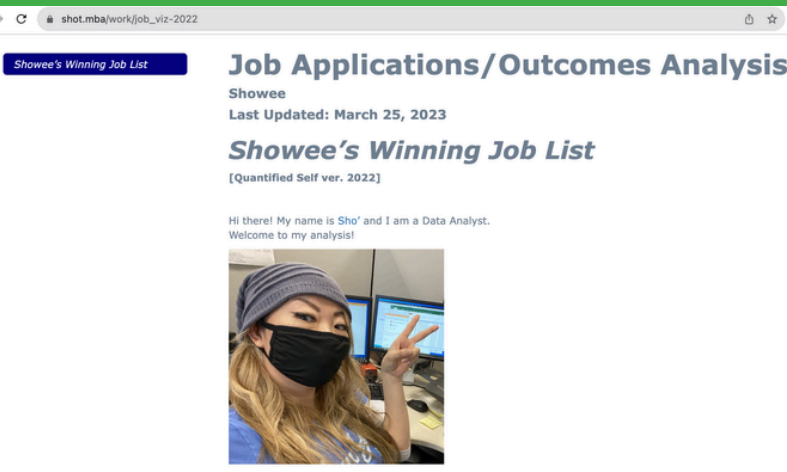 shot.mba/work/job_viz-2022
Showee's Winning Job List
Job Applications/Outcomes Analysis
Showee
Last Updated: March 25, 2023
Showee's Winning Job List
[Quantified Self ver. 2022]
Hi there! My name is Sho' and I am a Data Analyst.
Welcome to my analysis!